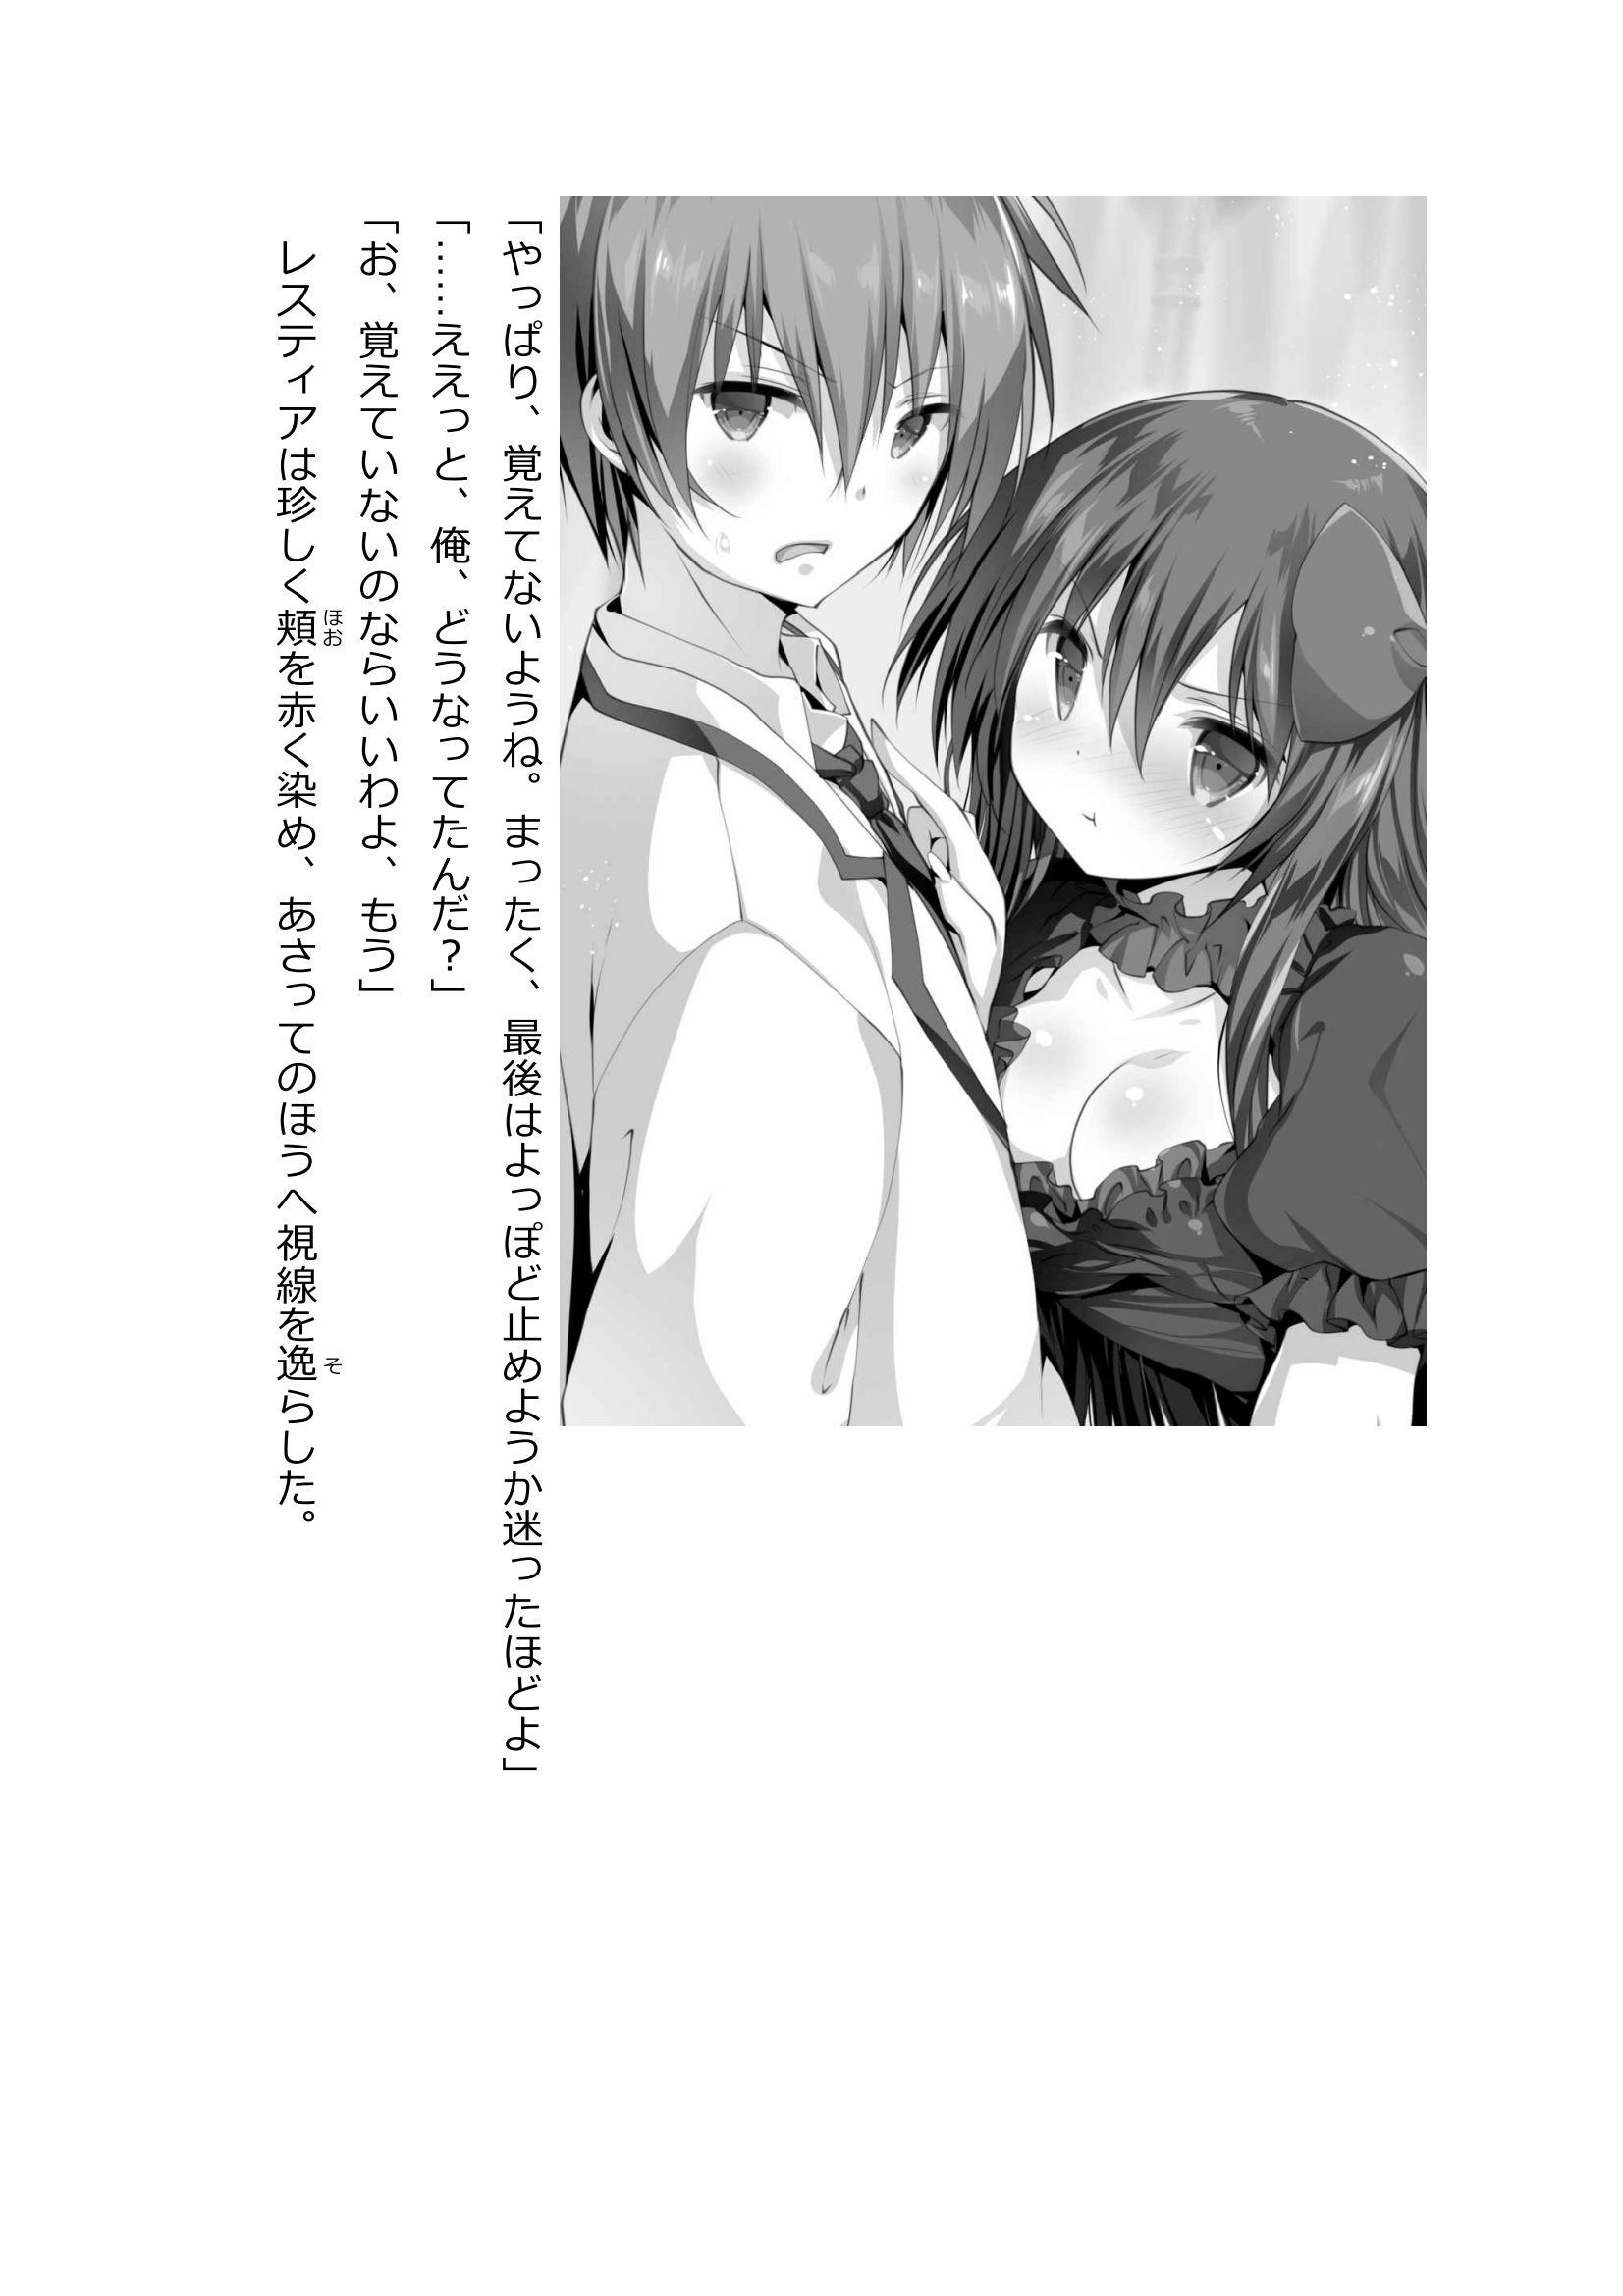 「やっぱり、覚えてないようね。まったく、最後はよっぽど止めようか迷ったほどよ」
「……ええっと、俺、どうなってたんだ?」
「お、覚えていないのならいいわよ、もう」
レスティアは珍しく頬を赤く染め、あさってのほうへ視線を逸らした。
ほお
そ